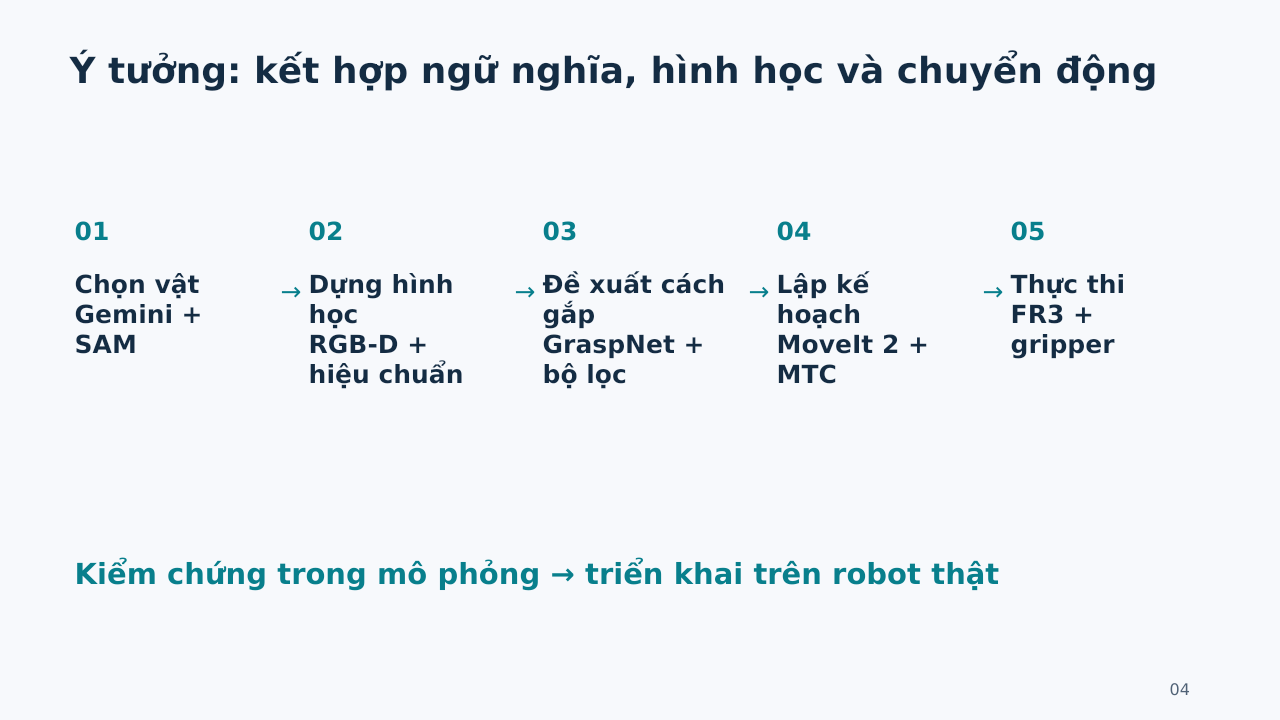 Ý tưởng: kết hợp ngữ nghĩa, hình học và chuyển động
01
Chọn vật
Gemini +
SAM
→
02
Dựng hình
học
RGB-D +
hiệu chuẩn
→
03
Đề xuất cách
gắp
GraspNet +
bộ lọc
→
04
Lập kế
hoạch
MoveIt 2 +
MTC
→
05
Thực thi
FR3 +
gripper
Kiểm chứng trong mô phỏng → triển khai trên robot thật
04